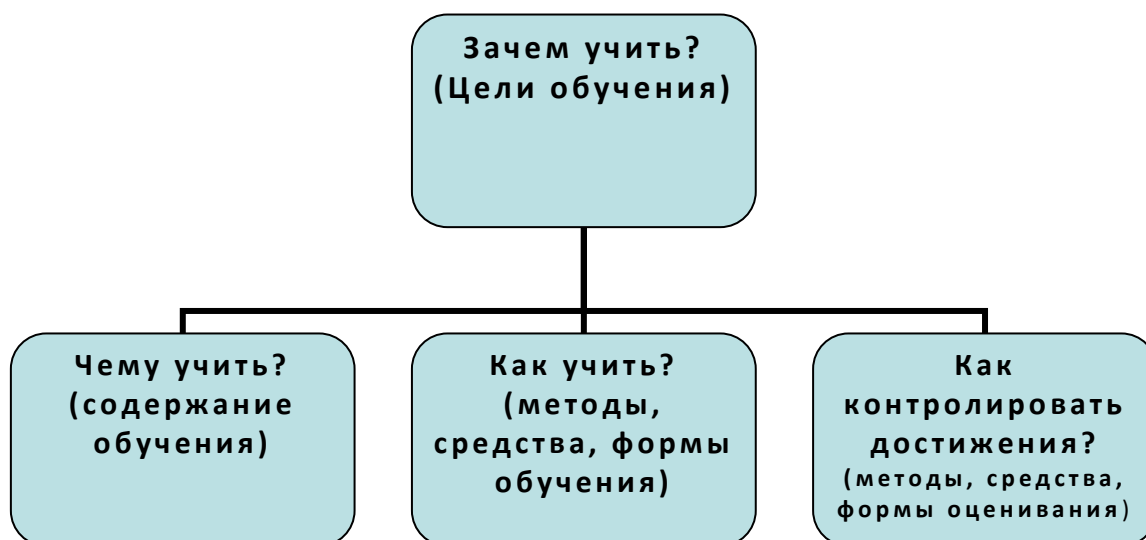 Зачем учить?
(Цели обучения)
Чему учить?
(содержание
обучения)
Как учить?
(методы,
средства, формы
обучения)
Как
контролировать
достижения?
(методы, средства,
формы оценивания)